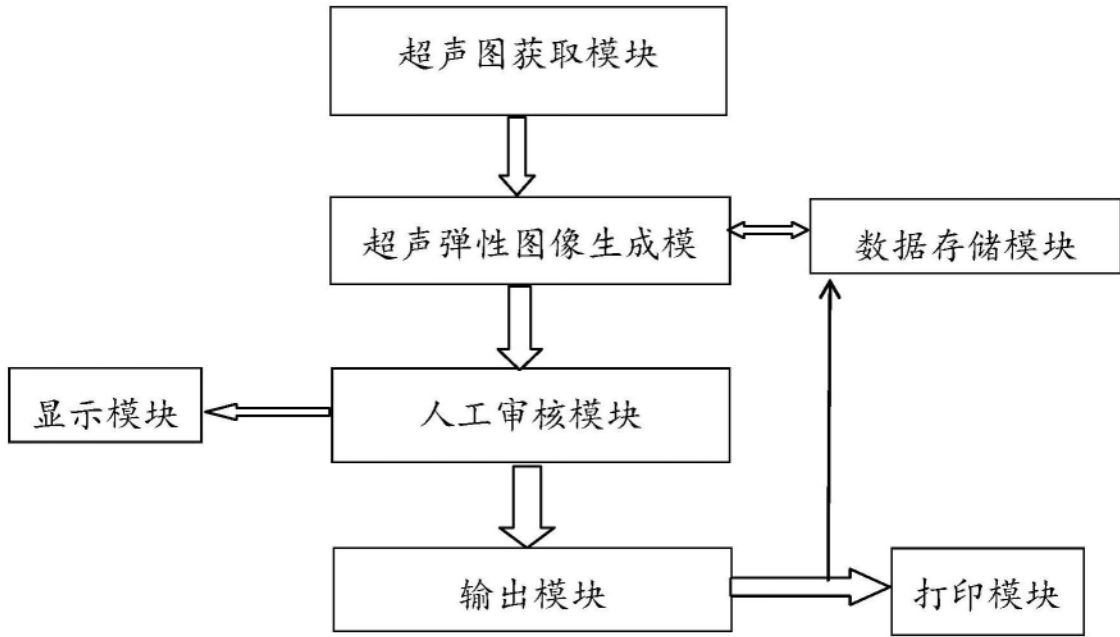 超声图获取模块
超声弹性图像生成模
数据存储模块
显示模块
人工审核模块
输出模块
打印模块